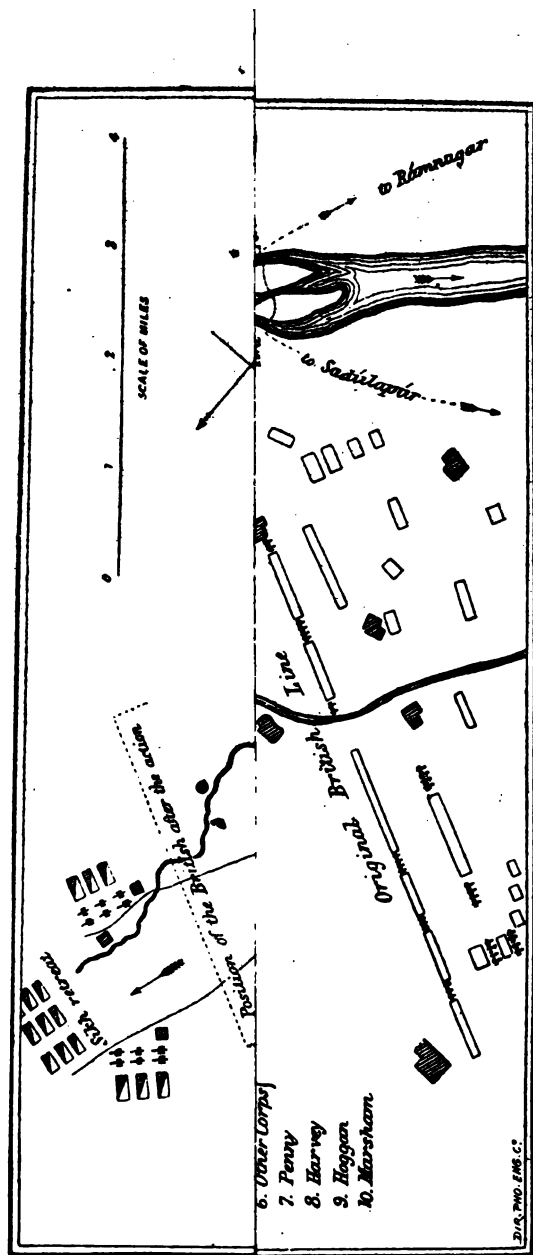 to Rámnagar
4
3
2
1
0
SCALE OF MILES
to Sadúlapúr
Original British Line
Position of the British after the action
Sikh retreat
6. Other Corps
7. Penny
8. Harvey
9. Hoggan
10. Marsham
DIR. PHO. ENG. Co.